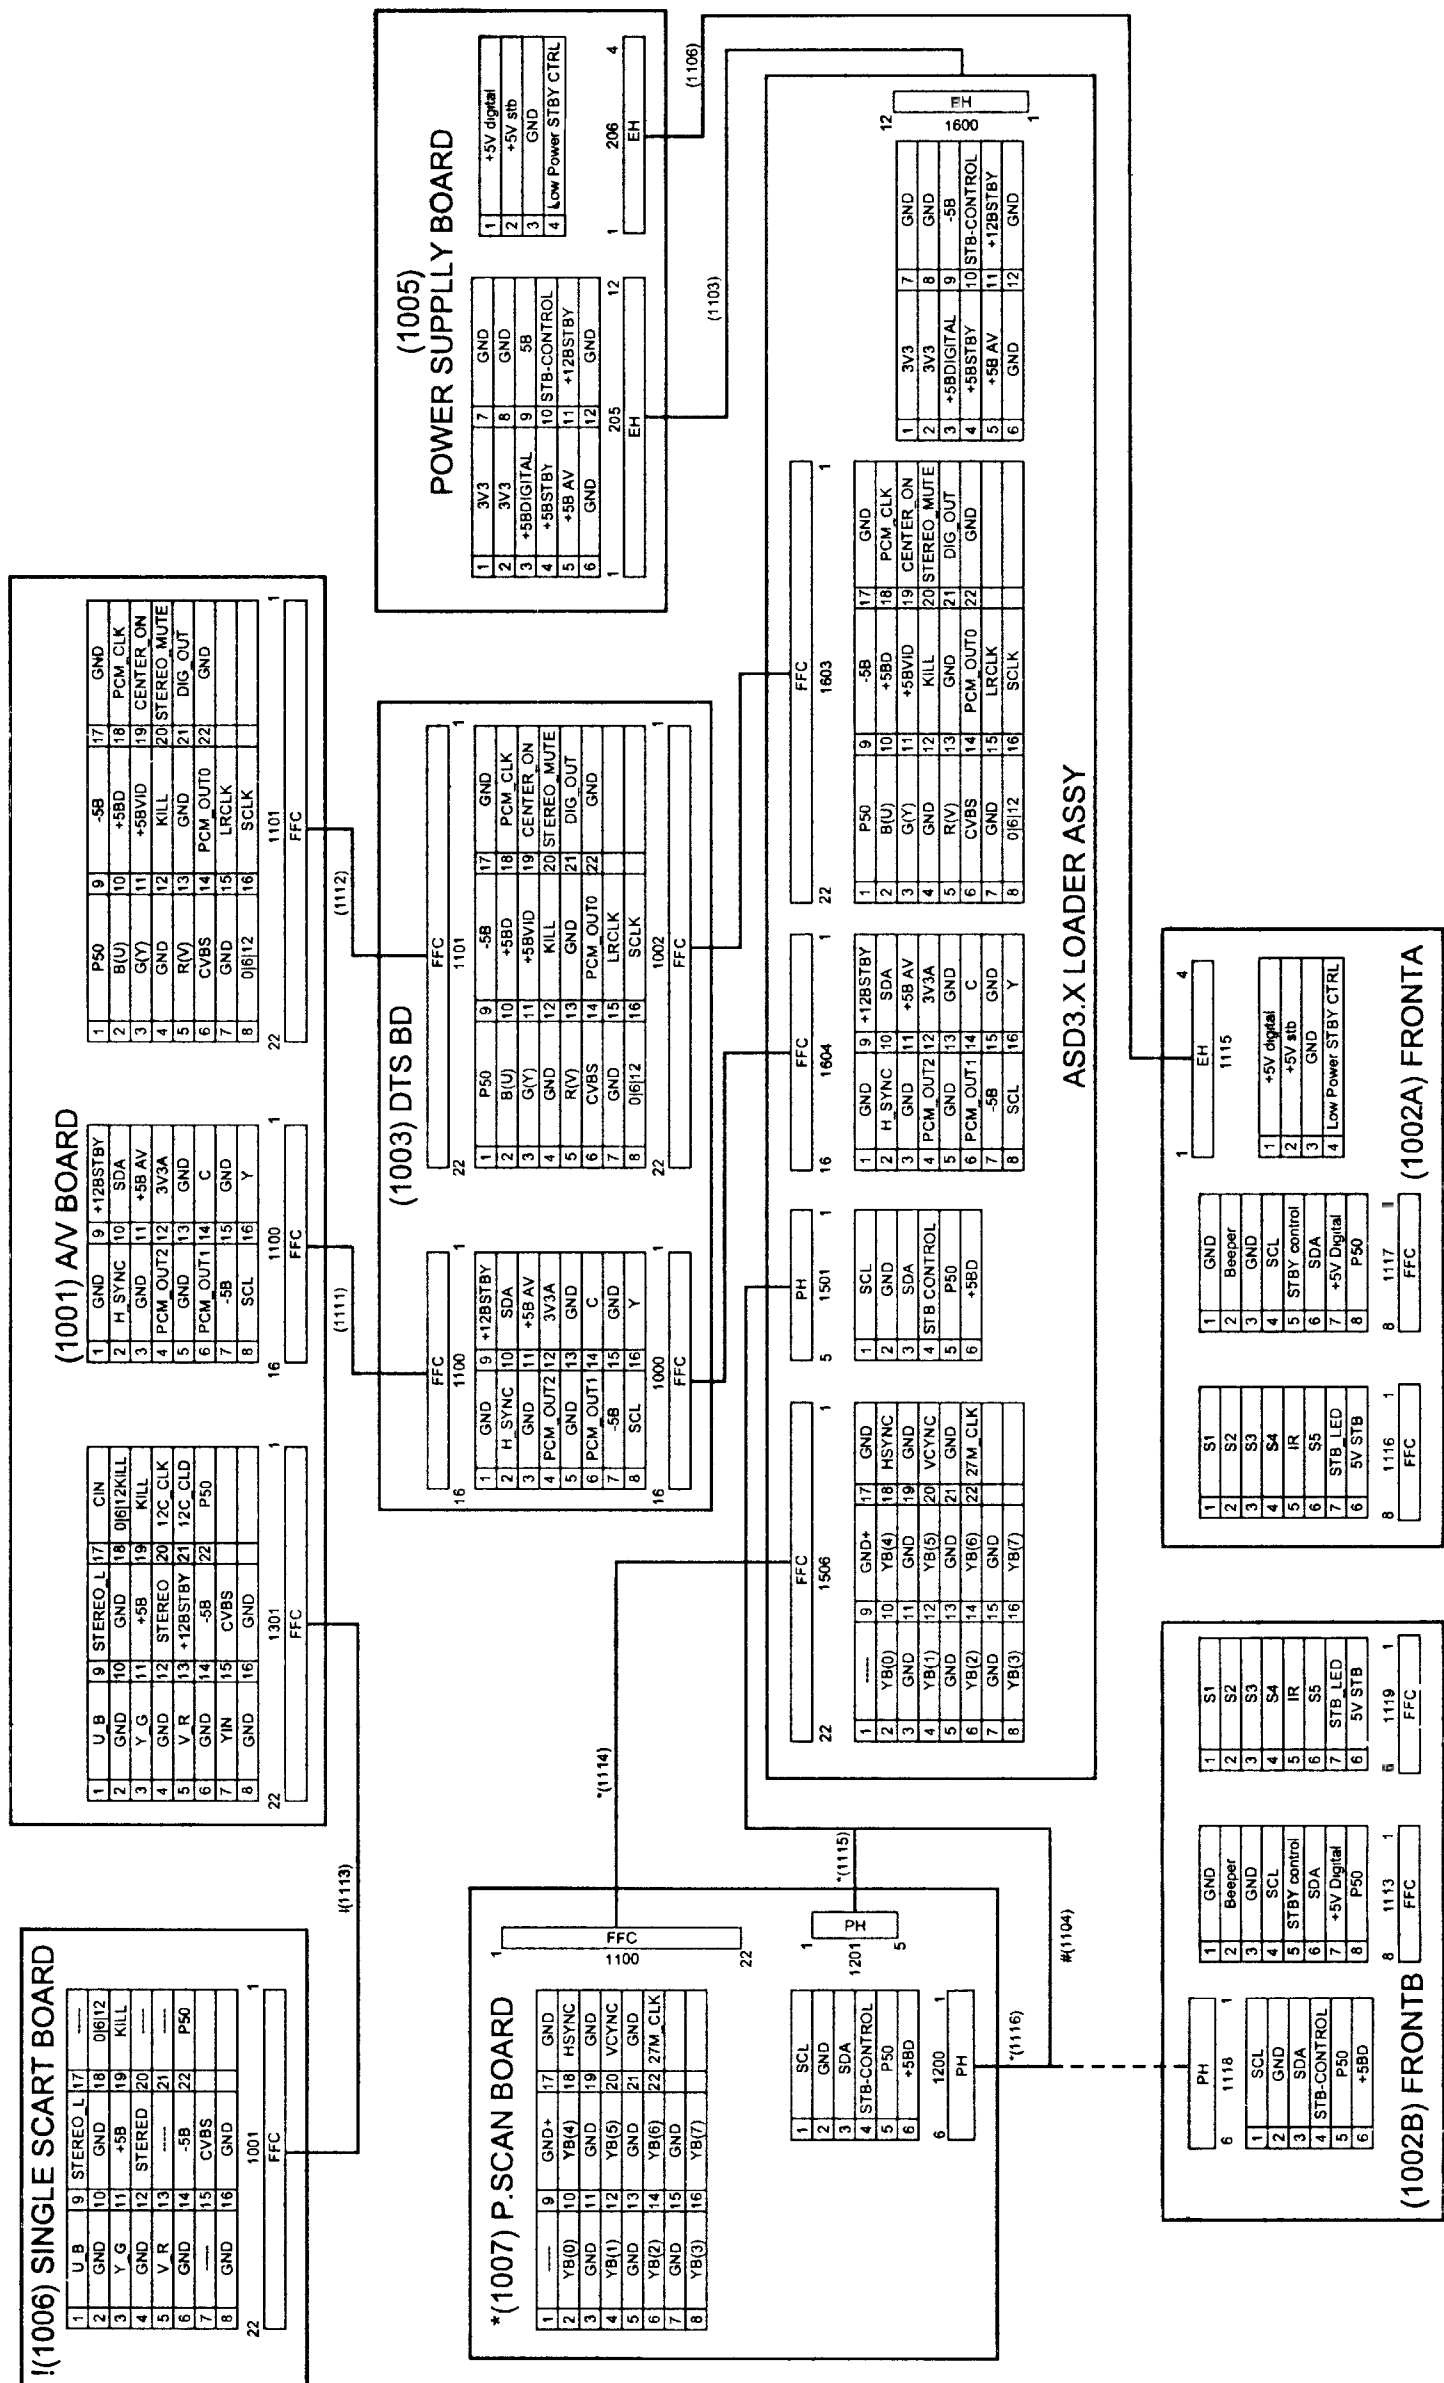 !(1006) SINGLE SCART BOARD
1 U_B 9 STEREO_L 17 -----
2 GND 10 GND 18 0|6|12
3 Y_G 11 +5B 19 KILL
4 GND 12 STERED 20 -----
5 V_R 13 ----- 21 -----
6 GND 14 -5B 22 P50
7 ----- 15 CVBS
8 GND 16 GND
22 1001 1
FFC
!(1113)
(1001) A/V BOARD
1 U_B 9 STEREO_L 17 CIN
2 GND 10 GND 18 0|6|12KILL
3 Y_G 11 +5B 19 KILL
4 GND 12 STEREO 20 12C_CLK
5 V_R 13 +12BSTBY 21 12C_CLD
6 GND 14 -5B 22 P50
7 YIN 15 CVBS
8 GND 16 GND
22 1301 1
FFC
1 GND 9 +12BSTBY
2 H_SYNC 10 SDA
3 GND 11 +5B AV
4 PCM_OUT2 12 3V3A
5 GND 13 GND
6 PCM_OUT1 14 C
7 -5B 15 GND
8 SCL 16 Y
16 1100 1
FFC
1 P50 9 -5B 17 GND
2 B(U) 10 +5BD 18 PCM_CLK
3 G(Y) 11 +5BVID 19 CENTER_ON
4 GND 12 KILL 20 STEREO_MUTE
5 R(V) 13 GND 21 DIG_OUT
6 CVBS 14 PCM_OUT0 22 GND
7 GND 15 LRCLK
8 0|6|12 16 SCLK
22 1101 1
FFC
(1111)
(1112)
(1003) DTS BD
FFC
16 1100 1
1 GND 9 +12BSTBY
2 H_SYNC 10 SDA
3 GND 11 +5B AV
4 PCM_OUT2 12 3V3A
5 GND 13 GND
6 PCM_OUT1 14 C
7 -5B 15 GND
8 SCL 16 Y
16 1000 1
FFC
FFC
22 1101 1
1 P50 9 -5B 17 GND
2 B(U) 10 +5BD 18 PCM_CLK
3 G(Y) 11 +5BVID 19 CENTER_ON
4 GND 12 KILL 20 STEREO_MUTE
5 R(V) 13 GND 21 DIG_OUT
6 CVBS 14 PCM_OUT0 22 GND
7 GND 15 LRCLK
8 0|6|12 16 SCLK
22 1002 1
FFC
(1005)
POWER SUPPLLY BOARD
1 3V3 7 GND
2 3V3 8 GND
3 +5BDIGITAL 9 5B
4 +5BSTBY 10 STB-CONTROL
5 +5B AV 11 +12BSTBY
6 GND 12 GND
1 205 12
EH
1 +5V digital
2 +5V stb
3 GND
4 Low Power STBY CTRL
1 206 4
EH
(1106)
(1103)
*(1007) P.SCAN BOARD
1 ----- 9 GND+ 17 GND
2 YB(0) 10 YB(4) 18 HSYNC
3 GND 11 GND 19 GND
4 YB(1) 12 YB(5) 20 VCYNC
5 GND 13 GND 21 GND
6 YB(2) 14 YB(6) 22 27M_CLK
7 GND 15 GND
8 YB(3) 16 YB(7)
1 FFC 22
1100
*(1114)
1 SCL
2 GND
3 SDA
4 STB-CONTROL
5 P50
6 +5BD
1 PH 5
1201
6 1200 1
PH
*(1115)
*(1116)
#(1104)
ASD3.X LOADER ASSY
FFC
22 1506 1
1 ----- 9 GND+ 17 GND
2 YB(0) 10 YB(4) 18 HSYNC
3 GND 11 GND 19 GND
4 YB(1) 12 YB(5) 20 VCYNC
5 GND 13 GND 21 GND
6 YB(2) 14 YB(6) 22 27M_CLK
7 GND 15 GND
8 YB(3) 16 YB(7)
PH
5 1501 1
1 SCL
2 GND
3 SDA
4 STB CONTROL
5 P50
6 +5BD
FFC
16 1604 1
1 GND 9 +12BSTBY
2 H_SYNC 10 SDA
3 GND 11 +5B AV
4 PCM_OUT2 12 3V3A
5 GND 13 GND
6 PCM_OUT1 14 C
7 -5B 15 GND
8 SCL 16 Y
FFC
22 1603 1
1 P50 9 -5B 17 GND
2 B(U) 10 +5BD 18 PCM_CLK
3 G(Y) 11 +5BVID 19 CENTER_ON
4 GND 12 KILL 20 STEREO_MUTE
5 R(V) 13 GND 21 DIG_OUT
6 CVBS 14 PCM_OUT0 22 GND
7 GND 15 LRCLK
8 0|6|12 16 SCLK
1 3V3 7 GND
2 3V3 8 GND
3 +5BDIGITAL 9 -5B
4 +5BSTBY 10 STB-CONTROL
5 +5B AV 11 +12BSTBY
6 GND 12 GND
12 EH 1
1600
(1002B) FRONTB
PH
6 1118 1
1 SCL
2 GND
3 SDA
4 STB-CONTROL
5 P50
6 +5BD
1 GND
2 Beeper
3 GND
4 SCL
5 STBY control
6 SDA
7 +5V Digital
8 P50
8 1113 1
FFC
1 S1
2 S2
3 S3
4 S4
5 IR
6 S5
7 STB_LED
6 5V STB
6 1119 1
FFC
(1002A) FRONTA
1 S1
2 S2
3 S3
4 S4
5 IR
6 S5
7 STB_LED
6 5V STB
8 1116 1
FFC
1 GND
2 Beeper
3 GND
4 SCL
5 STBY control
6 SDA
7 +5V Digital
8 P50
8 1117 1
FFC
1 EH 4
1115
1 +5V digital
2 +5V stb
3 GND
4 Low Power STBY CTRL